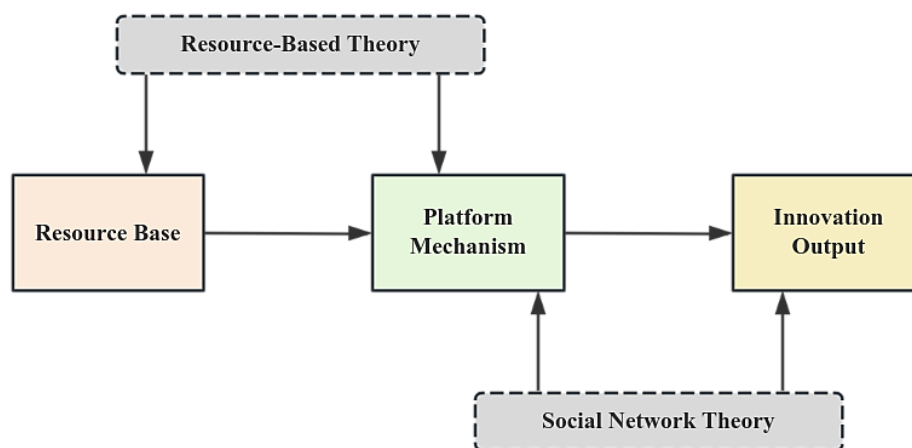 Resource-Based Theory
Resource Base
Platform
Mechanism
Innovation
Output
Social Network Theory